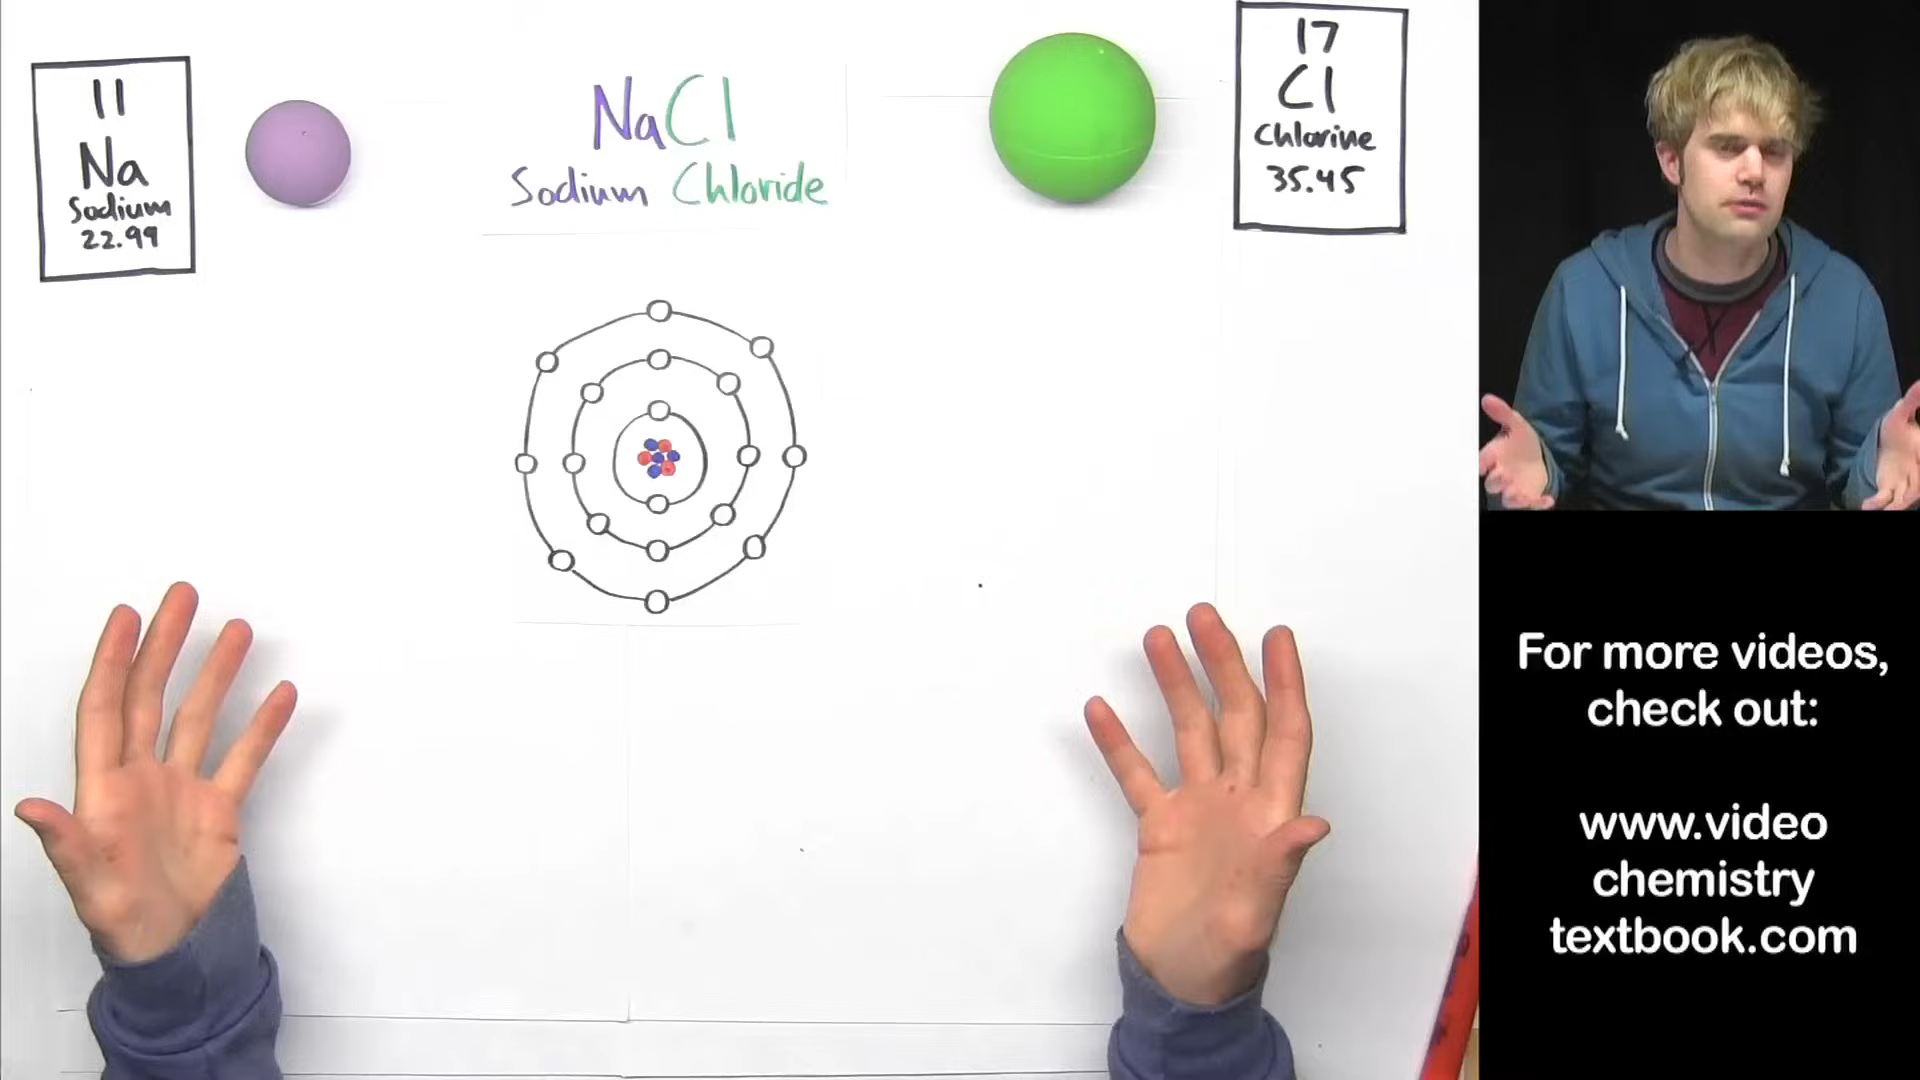 11
Na
Sodium
22.99
NaCl
Sodium Chloride
17
Cl
Chlorine
35.45
For more videos,
check out:
www.video
chemistry
textbook.com